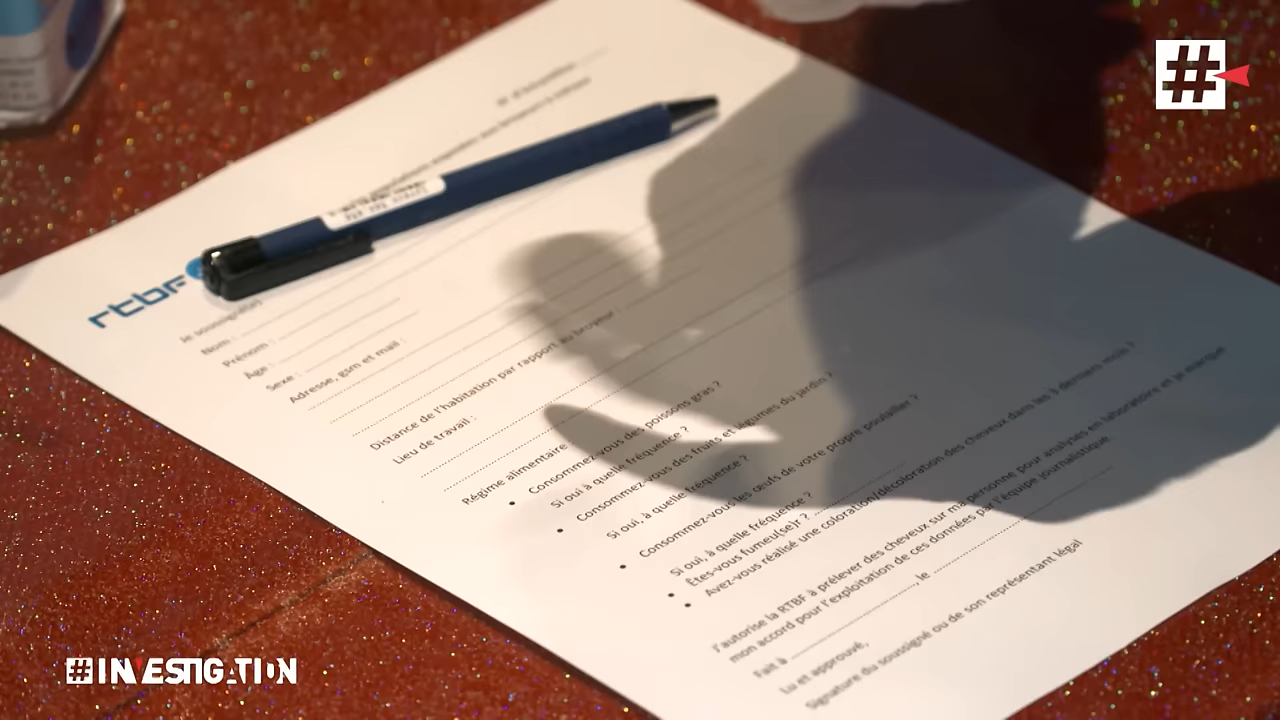 #
rtbf
Je soussigné(e)
Nom :
Prénom :
Âge :
Sexe :
Adresse, gsm et mail :
Distance de l'habitation par rapport au broyeur :
Lieu de travail :
Régime alimentaire
• Consommez-vous des poissons gras ?
Si oui à quelle fréquence ?
• Consommez-vous des fruits et légumes du jardin ?
Si oui, à quelle fréquence ?
• Consommez-vous les œufs de votre propre poulailler ?
Si oui, à quelle fréquence ?
• Êtes-vous fumeu(se)r ?
• Avez-vous réalisé une coloration/décoloration des cheveux dans les 3 derniers mois ?
J'autorise la RTBF à prélever des cheveux sur ma personne pour analyses en laboratoire et je marque
mon accord pour l'exploitation de ces données par l'équipe journalistique
Fait à ........................, le ........................
Lu et approuvé,
Signature du soussigné ou de son représentant légal
#INVESTIGATION